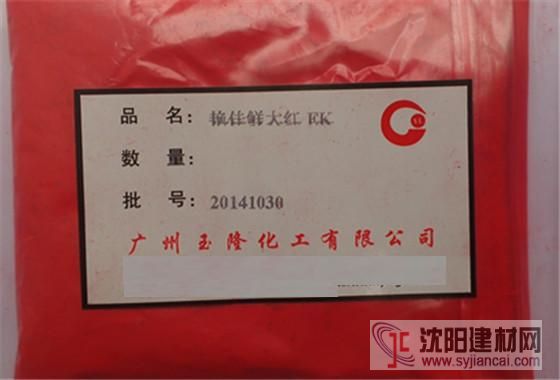 品 名: 颜佳鲜大红 EK
数 量:
批 号: 20141030
广州玉隆化工有限公司
沈阳建材网
www.syjiancai.com